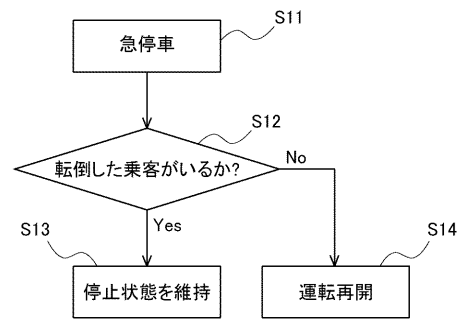 S11
急停車
S12
転倒した乗客がいるか?
No
Yes
S13
停止状態を維持
S14
運転再開